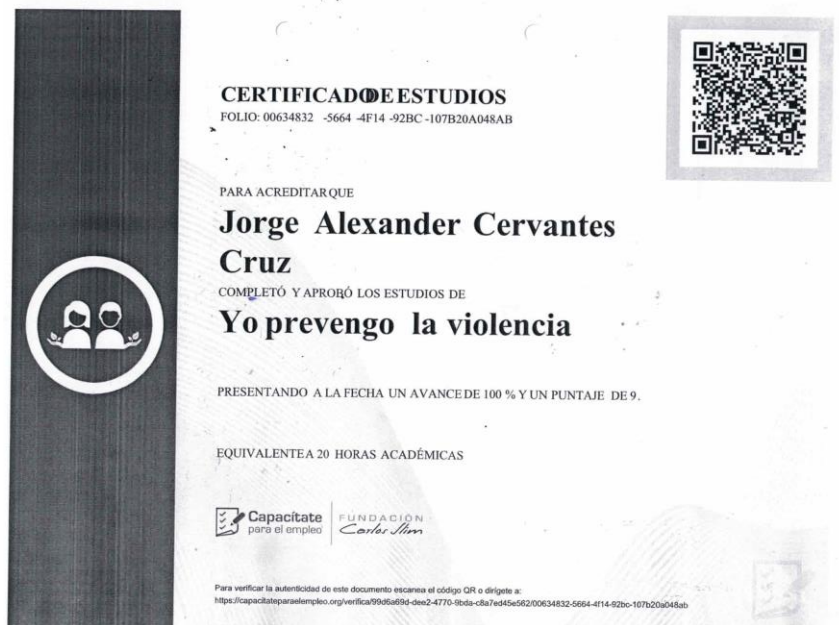 CERTIFICADO DE ESTUDIOS
FOLIO: 00634832 -5664 -4F14 -92BC -107B20A048AB
PARA ACREDITAR QUE
Jorge Alexander Cervantes
Cruz
COMPLETÓ Y APROBÓ LOS ESTUDIOS DE
Yo prevengo la violencia
PRESENTANDO A LA FECHA UN AVANCE DE 100 % Y UN PUNTAJE DE 9.
EQUIVALENTE A 20 HORAS ACADÉMICAS
Capacítate
para el empleo
FUNDACIÓN
Carlos Slim
Para verificar la autenticidad de este documento escanea el código QR o dirígete a:
https://capacitateparaelempleo.org/verifica/99d6a69d-dee2-4770-9bda-c8a7ed45e562/00634832-5664-4f14-92bc-107b20a048ab